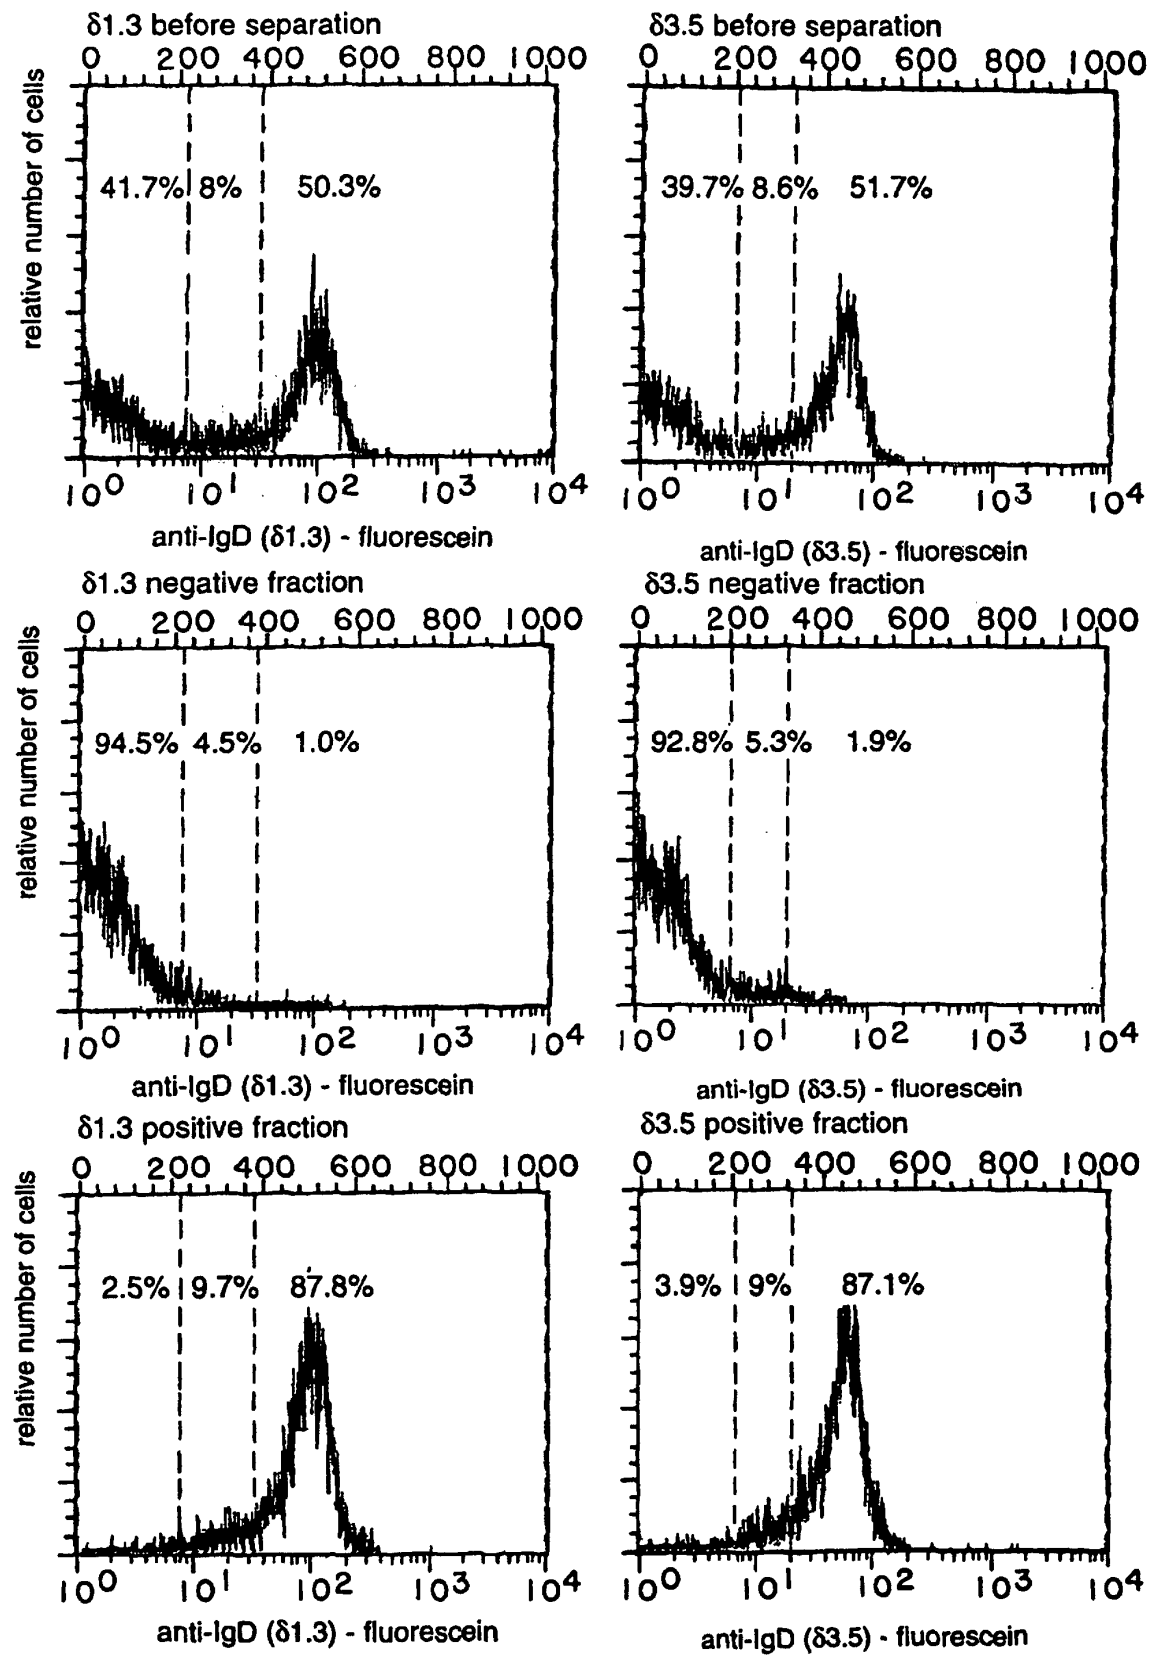 δ1.3 before separation
0 200 400 600 800 1000
relative number of cells
41.7% 8% 50.3%
10⁰ 10¹ 10² 10³ 10⁴
anti-IgD (δ1.3) - fluorescein
δ3.5 before separation
0 200 400 600 800 1000
39.7% 8.6% 51.7%
10⁰ 10¹ 10² 10³ 10⁴
anti-IgD (δ3.5) - fluorescein
δ1.3 negative fraction
0 200 400 600 800 1000
relative number of cells
94.5% 4.5% 1.0%
10⁰ 10¹ 10² 10³ 10⁴
anti-IgD (δ1.3) - fluorescein
δ3.5 negative fraction
0 200 400 600 800 1000
92.8% 5.3% 1.9%
10⁰ 10¹ 10² 10³ 10⁴
anti-IgD (δ3.5) - fluorescein
δ1.3 positive fraction
0 200 400 600 800 1000
relative number of cells
2.5% 9.7% 87.8%
10⁰ 10¹ 10² 10³ 10⁴
anti-IgD (δ1.3) - fluorescein
δ3.5 positive fraction
0 200 400 600 800 1000
3.9% 9% 87.1%
10⁰ 10¹ 10² 10³ 10⁴
anti-IgD (δ3.5) - fluorescein